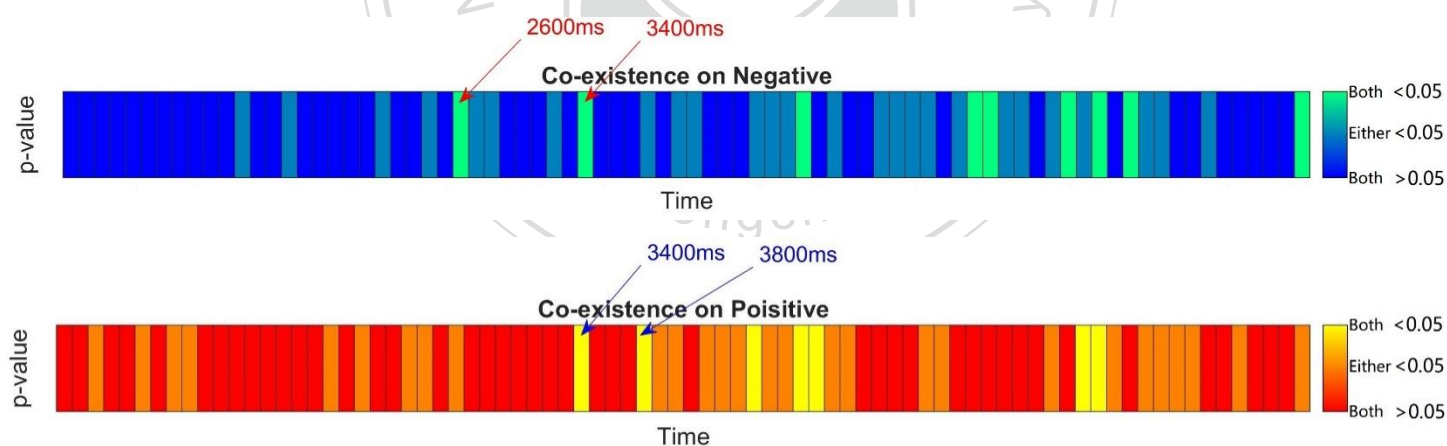 2600ms 3400ms
Co-existence on Negative
p-value
Both <0.05
Either <0.05
Both >0.05
Time
3400ms 3800ms
Co-existence on Poisitive
p-value
Both <0.05
Either <0.05
Both >0.05
Time